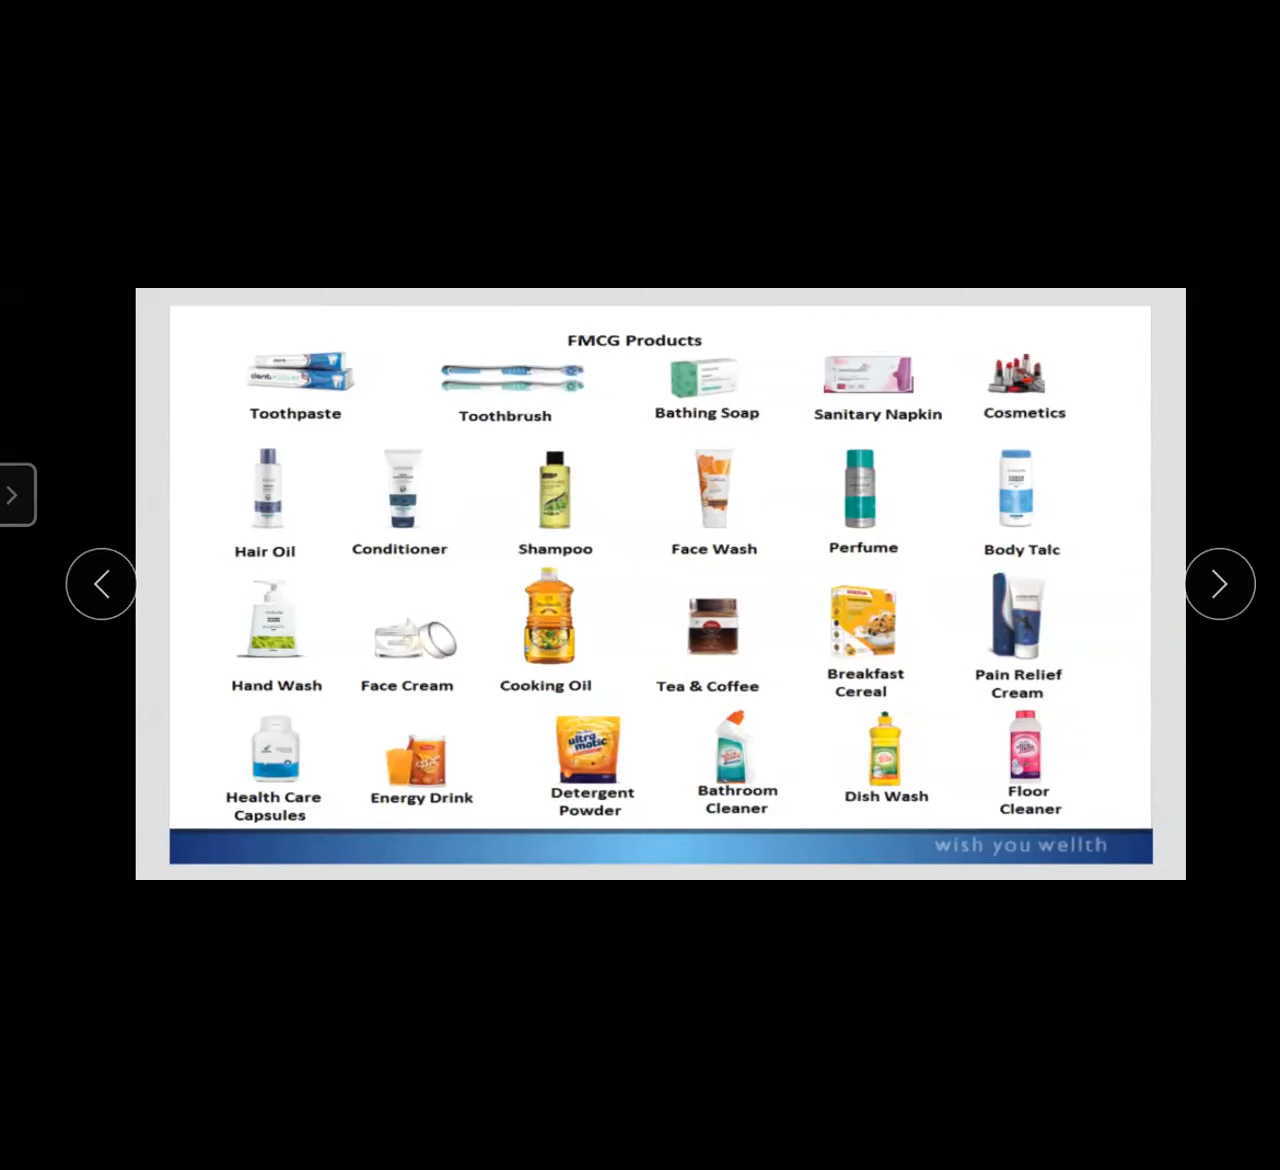 FMCG Products
Toothpaste
Toothbrush
Bathing Soap
Sanitary Napkin
Cosmetics
Hair Oil
Conditioner
Shampoo
Face Wash
Perfume
Body Talc
Hand Wash
Face Cream
Cooking Oil
Tea & Coffee
Breakfast
Cereal
Pain Relief
Cream
ultra
matic
Health Care
Capsules
Energy Drink
Detergent
Powder
Bathroom
Cleaner
Dish Wash
Floor
Cleaner
wish you wellth